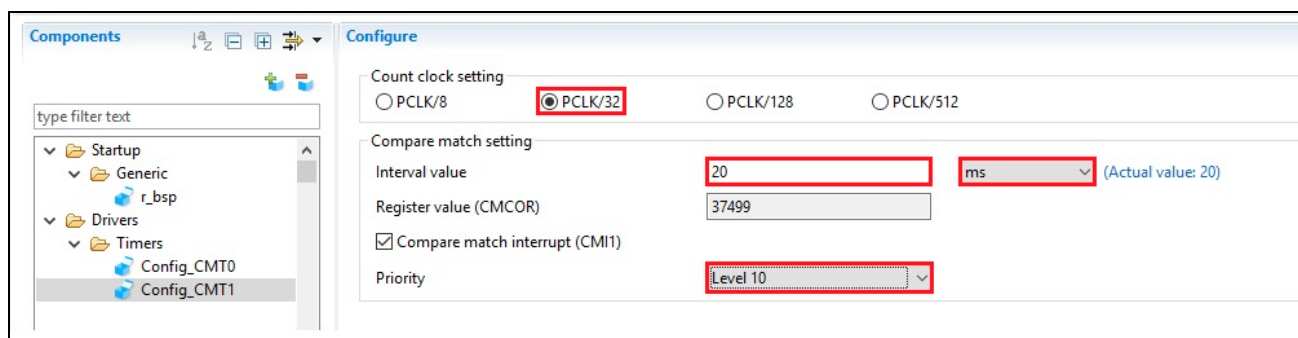 Components
Configure
Count clock setting
PCLK/8 PCLK/32 PCLK/128 PCLK/512
type filter text
Compare match setting
Startup
Generic
r_bsp
Drivers
Timers
Config_CMT0
Config_CMT1
Interval value 20 ms (Actual value: 20)
Register value (CMCOR) 37499
Compare match interrupt (CMI1)
Priority Level 10